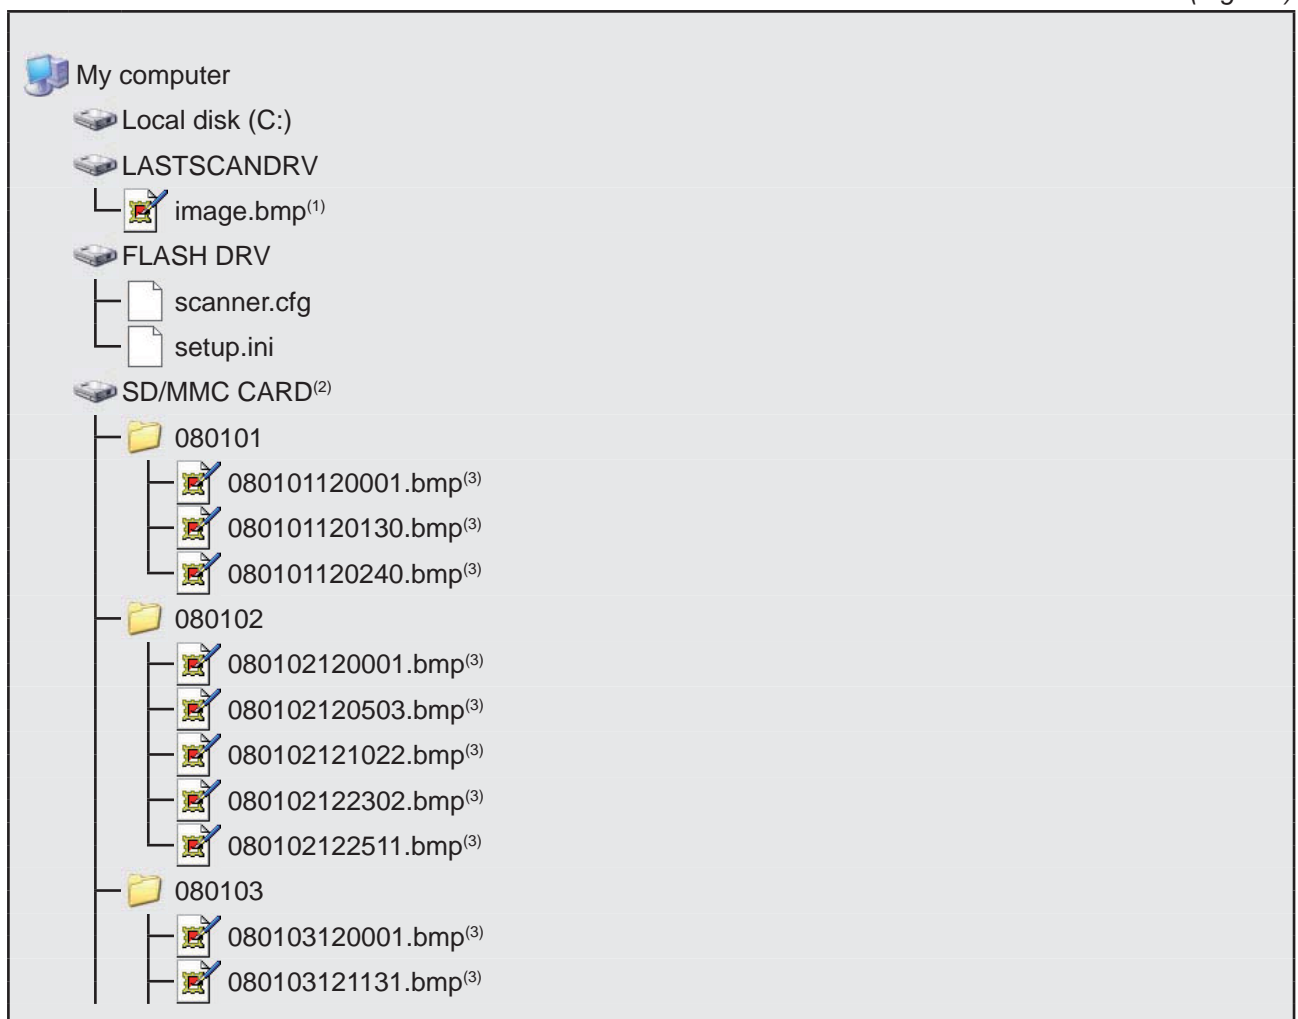 My computer
Local disk (C:)
LASTSCANDRV
image.bmp(1)
FLASH DRV
scanner.cfg
setup.ini
SD/MMC CARD(2)
080101
080101120001.bmp(3)
080101120130.bmp(3)
080101120240.bmp(3)
080102
080102120001.bmp(3)
080102120503.bmp(3)
080102121022.bmp(3)
080102122302.bmp(3)
080102122511.bmp(3)
080103
080103120001.bmp(3)
080103121131.bmp(3)